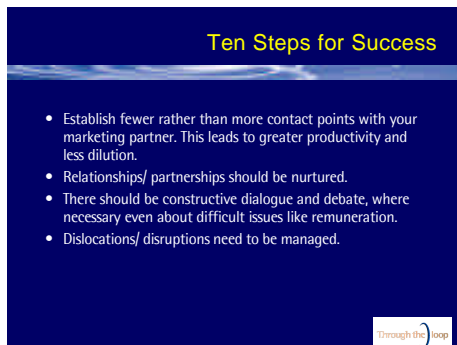 Ten Steps for Success
• Establish fewer rather than more contact points with your
marketing partner. This leads to greater productivity and
less dilution.
• Relationships/ partnerships should be nurtured.
• There should be constructive dialogue and debate, where
necessary even about difficult issues like remuneration.
• Dislocations/ disruptions need to be managed.
Through the loop